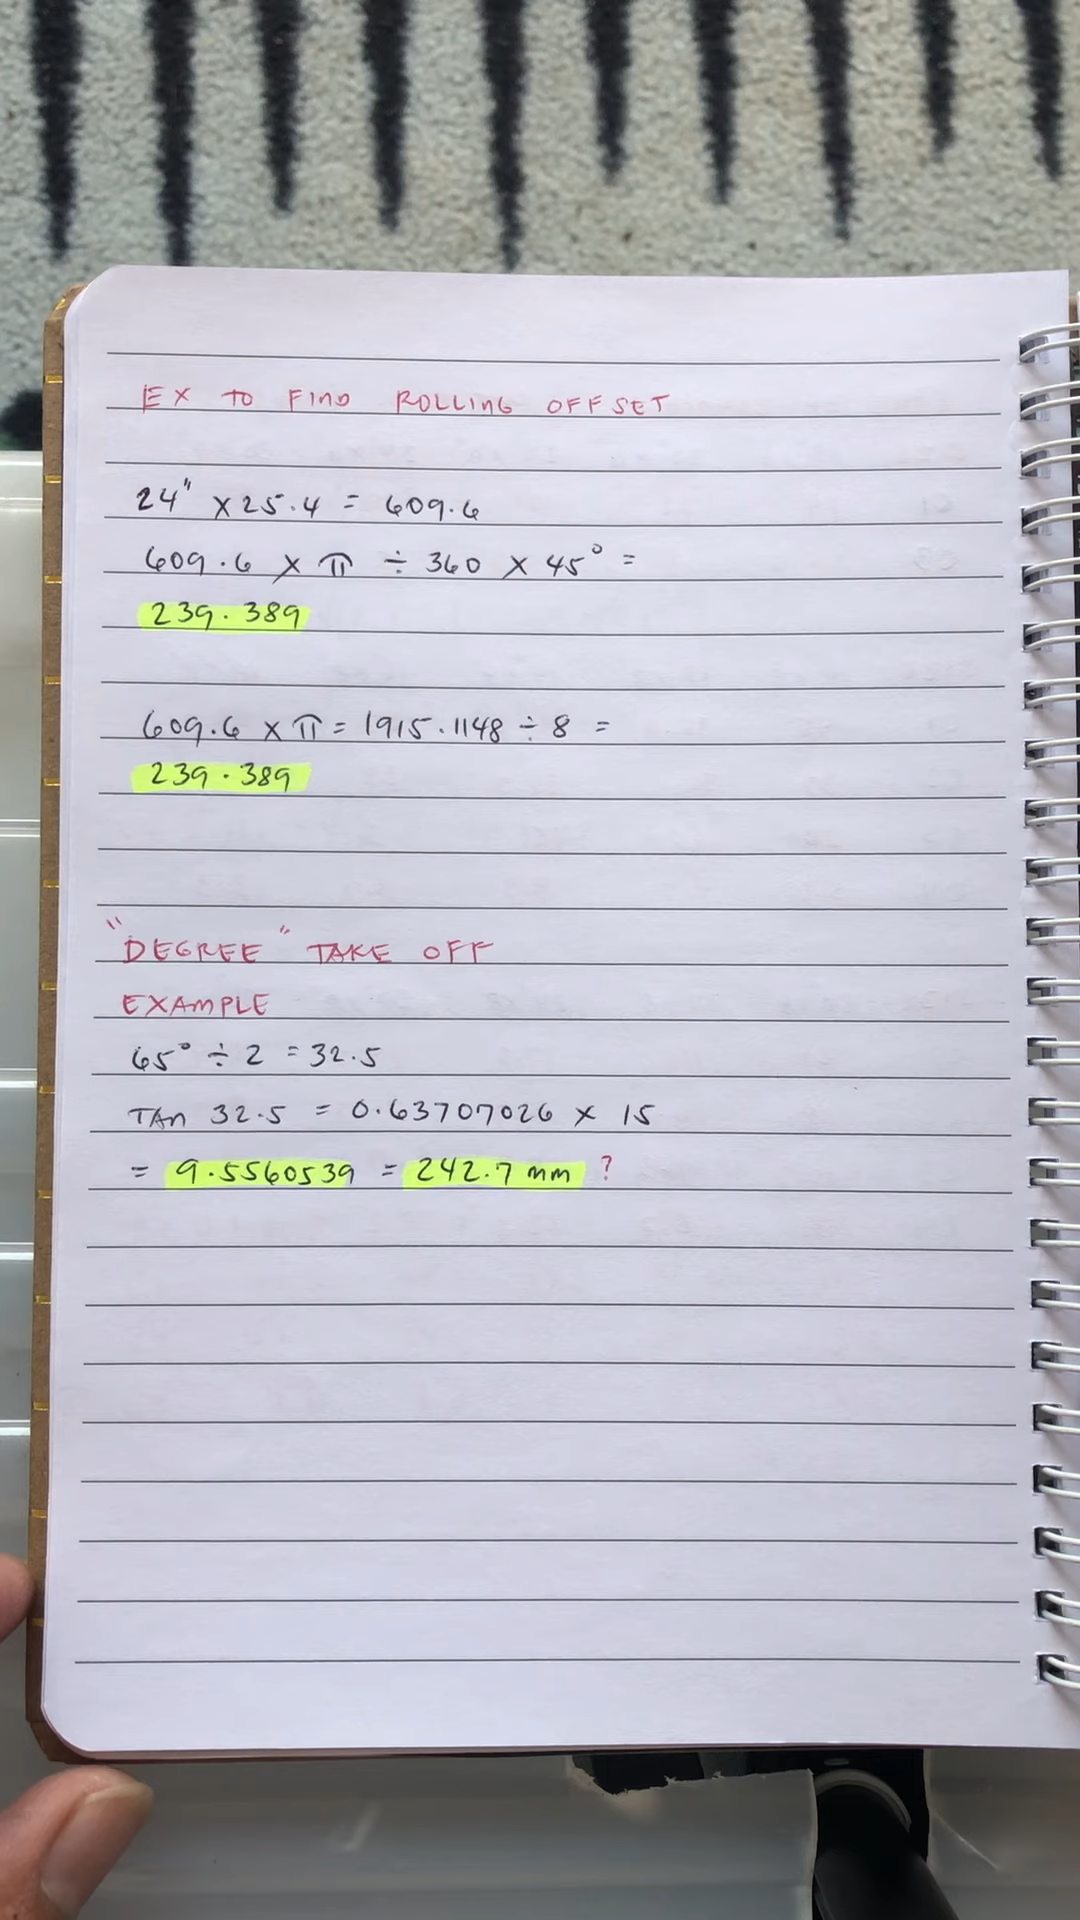 EX TO FIND ROLLING OFFSET
24" x 25.4 = 609.6
609.6 x π ÷ 360 x 45° =
239.389
609.6 x π = 1915.1148 ÷ 8 =
239.389
"DEGREE" TAKE OFF
EXAMPLE
65° ÷ 2 = 32.5
TAN 32.5 = 0.63707026 x 15
= 9.5560539 = 242.7 mm ?